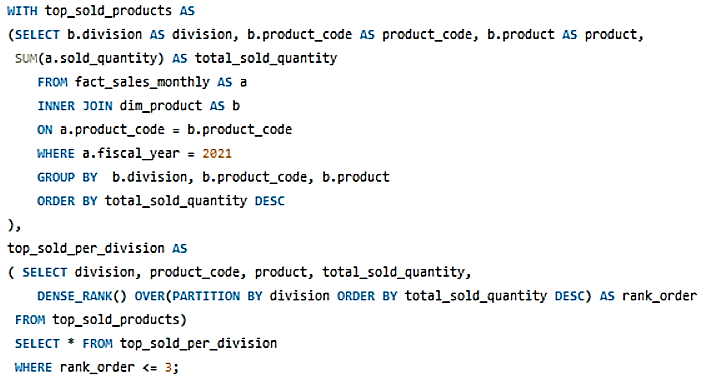 WITH top_sold_products AS
(SELECT b.division AS division, b.product_code AS product_code, b.product AS product,
SUM(a.sold_quantity) AS total_sold_quantity
FROM fact_sales_monthly AS a
INNER JOIN dim_product AS b
ON a.product_code = b.product_code
WHERE a.fiscal_year = 2021
GROUP BY  b.division, b.product_code, b.product
ORDER BY total_sold_quantity DESC
),
top_sold_per_division AS
( SELECT division, product_code, product, total_sold_quantity,
DENSE_RANK() OVER(PARTITION BY division ORDER BY total_sold_quantity DESC) AS rank_order
FROM top_sold_products)
SELECT * FROM top_sold_per_division
WHERE rank_order <= 3;